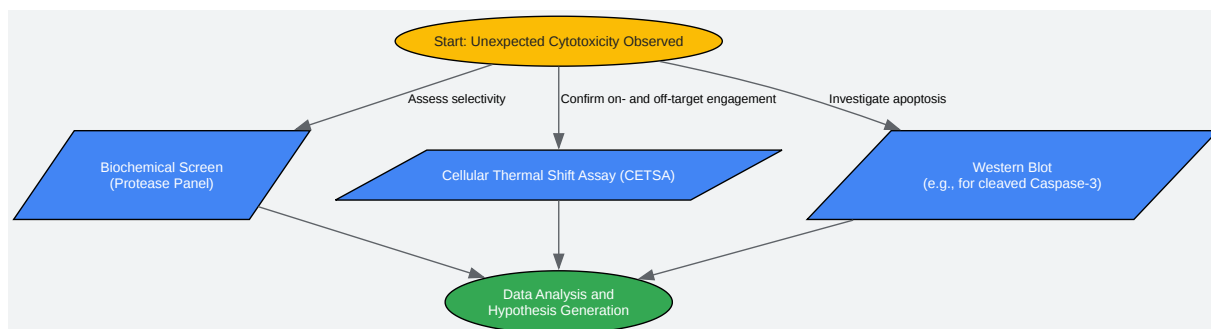 Start: Unexpected Cytotoxicity Observed
Assess selectivity
Confirm on- and off-target engagement
Investigate apoptosis
Biochemical Screen
(Protease Panel)
Cellular Thermal Shift Assay (CETSA)
Western Blot
(e.g., for cleaved Caspase-3)
Data Analysis and
Hypothesis Generation